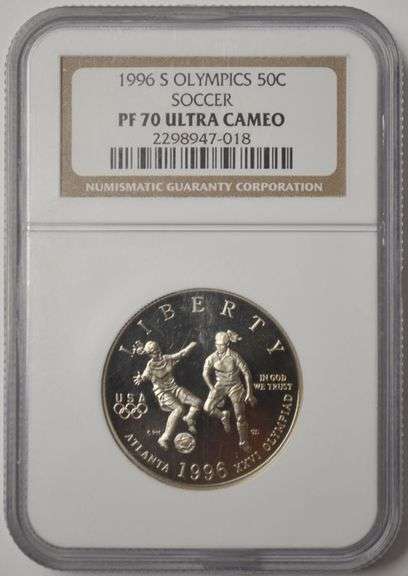 1996 S OLYMPICS 50C
SOCCER
PF 70 ULTRA CAMEO
2298947-018
NUMISMATIC GUARANTY CORPORATION
LIBERTY
IN GOD
WE TRUST
USA
ATLANTA 1996 XXVI OLYMPIAD